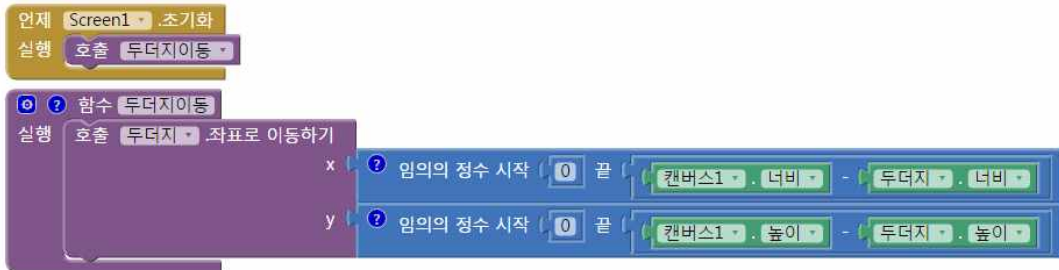 언제 Screen1 .초기화
실행 호출 두더지이동
? 함수 두더지이동
실행 호출 두더지 .좌표로 이동하기
x ? 임의의 정수 시작 0 끝 캔버스1 . 너비 - 두더지 . 너비
y ? 임의의 정수 시작 0 끝 캔버스1 . 높이 - 두더지 . 높이